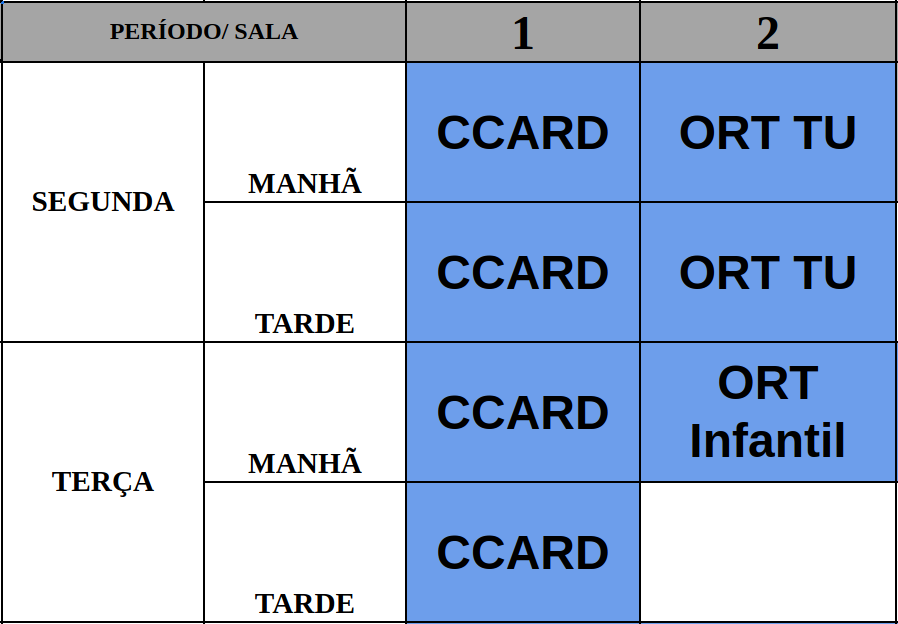 PERÍODO/ SALA 1 2
SEGUNDA
MANHÃ CCARD ORT TU
TARDE CCARD ORT TU
TERÇA
MANHÃ CCARD ORT
Infantil
TARDE CCARD